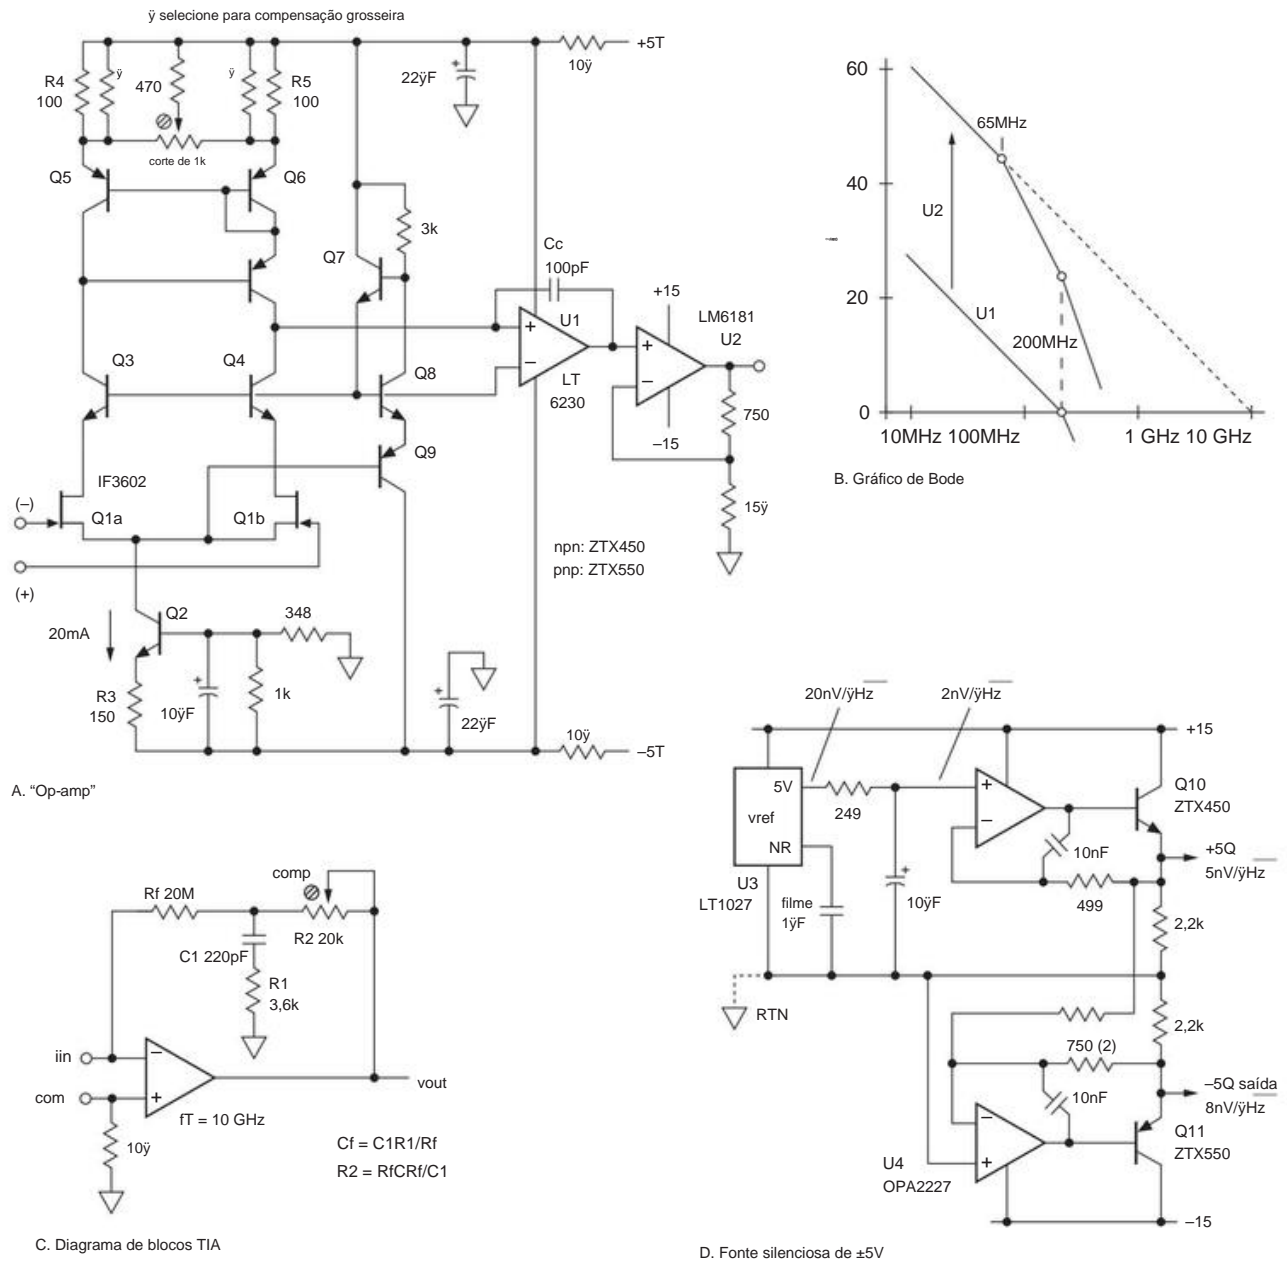 ÿ selecione para compensação grosseira
+5T
10ÿ
R4
100
ÿ
470
ÿ
R5
100
22ÿF
+
corte de 1k
Q5
Q6
3k
Q7
Cc
100pF
+15
LM6181
U2
U1
+
−
LT
6230
+
−
–15
750
15ÿ
Q3
Q4
Q8
Q9
IF3602
(–)
Q1a
Q1b
(+)
npn: ZTX450
pnp: ZTX550
20mA
Q2
348
R3
150
+
10ÿF
1k
+
22ÿF
10ÿ
–5T
A. “Op-amp”
60
40
20
0
65MHz
U2
U1
200MHz
10MHz 100MHz
1 GHz 10 GHz
B. Gráfico de Bode
Rf 20M
comp
C1 220pF
R2 20k
R1
3,6k
iin
com
−
+
vout
fT = 10 GHz
10ÿ
Cf = C1R1/Rf
R2 = RfCRf/C1
C. Diagrama de blocos TIA
20nV/ÿHz
2nV/ÿHz
+15
5V
vref
NR
249
+
−
Q10
ZTX450
U3
LT1027
filme
1ÿF
+
10ÿF
10nF
499
+5Q
5nV/ÿHz
2,2k
RTN
2,2k
750 (2)
10nF
–5Q saída
8nV/ÿHz
−
+
U4
OPA2227
Q11
ZTX550
–15
D. Fonte silenciosa de ±5V